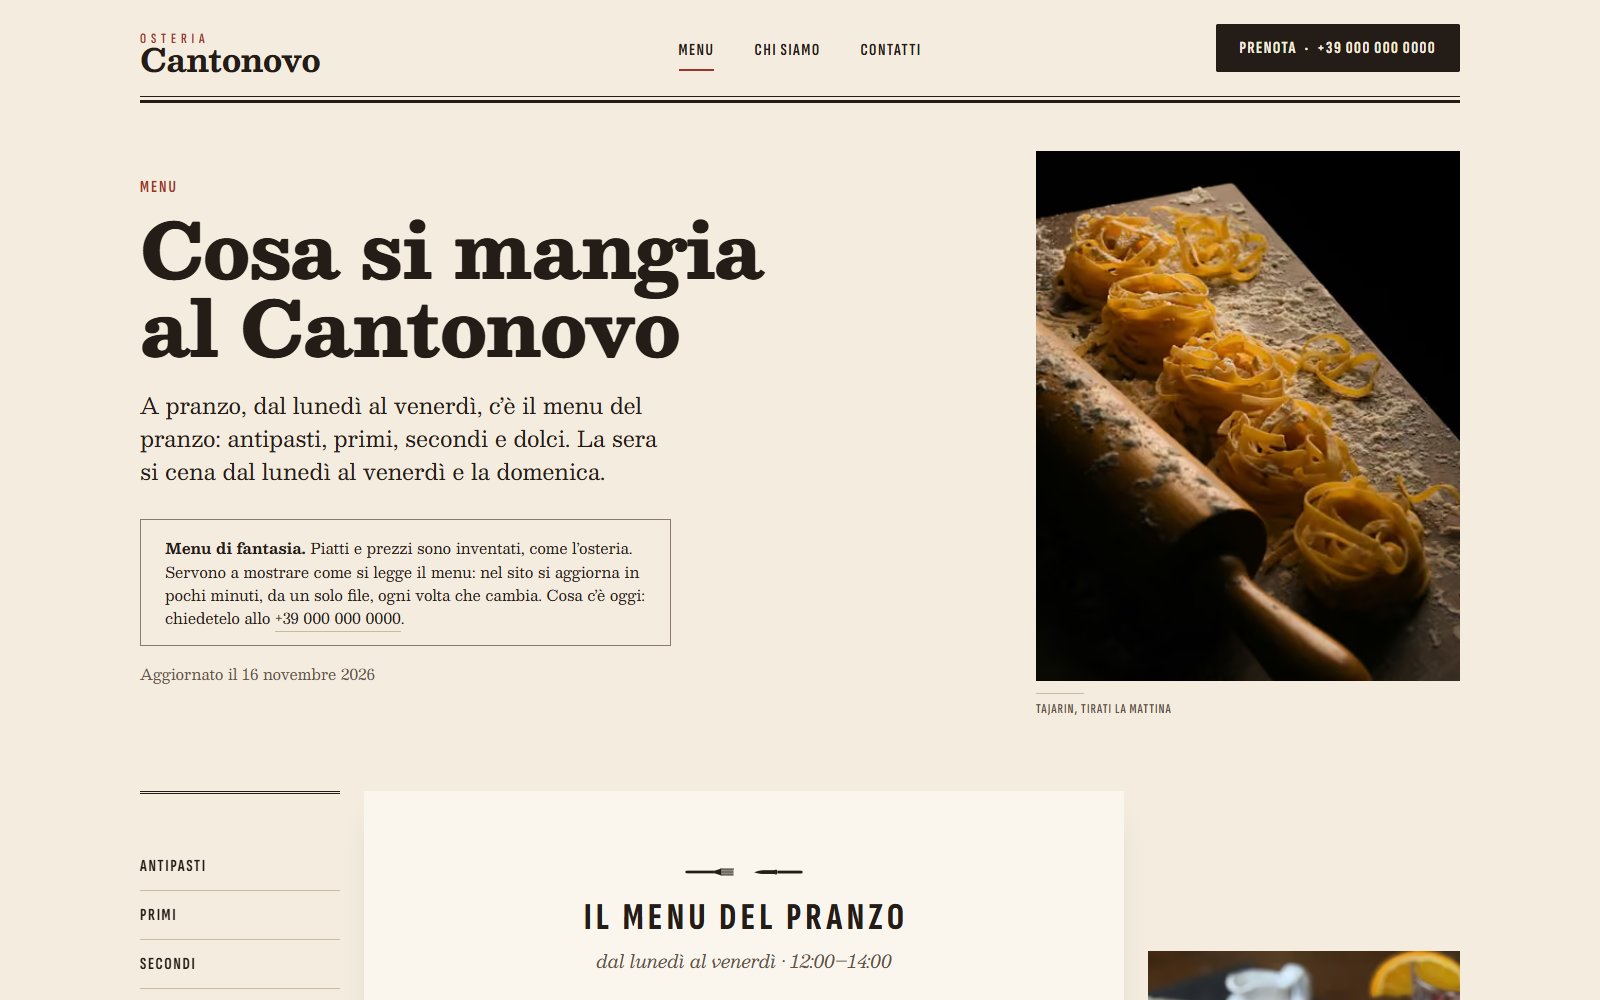 OSTERIA
Cantonovo
MENU
CHI SIAMO
CONTATTI
PRENOTA · +39 000 000 0000
MENU
Cosa si mangia
al Cantonovo
A pranzo, dal lunedì al venerdì, c’è il menu del
pranzo: antipasti, primi, secondi e dolci. La sera
si cena dal lunedì al venerdì e la domenica.
Menu di fantasia. Piatti e prezzi sono inventati, come l’osteria.
Servono a mostrare come si legge il menu: nel sito si aggiorna in
pochi minuti, da un solo file, ogni volta che cambia. Cosa c’è oggi:
chiedetelo allo +39 000 000 0000.
Aggiornato il 16 novembre 2026
TAJARIN, TIRATI LA MATTINA
ANTIPASTI
PRIMI
SECONDI
IL MENU DEL PRANZO
dal lunedì al venerdì · 12:00–14:00